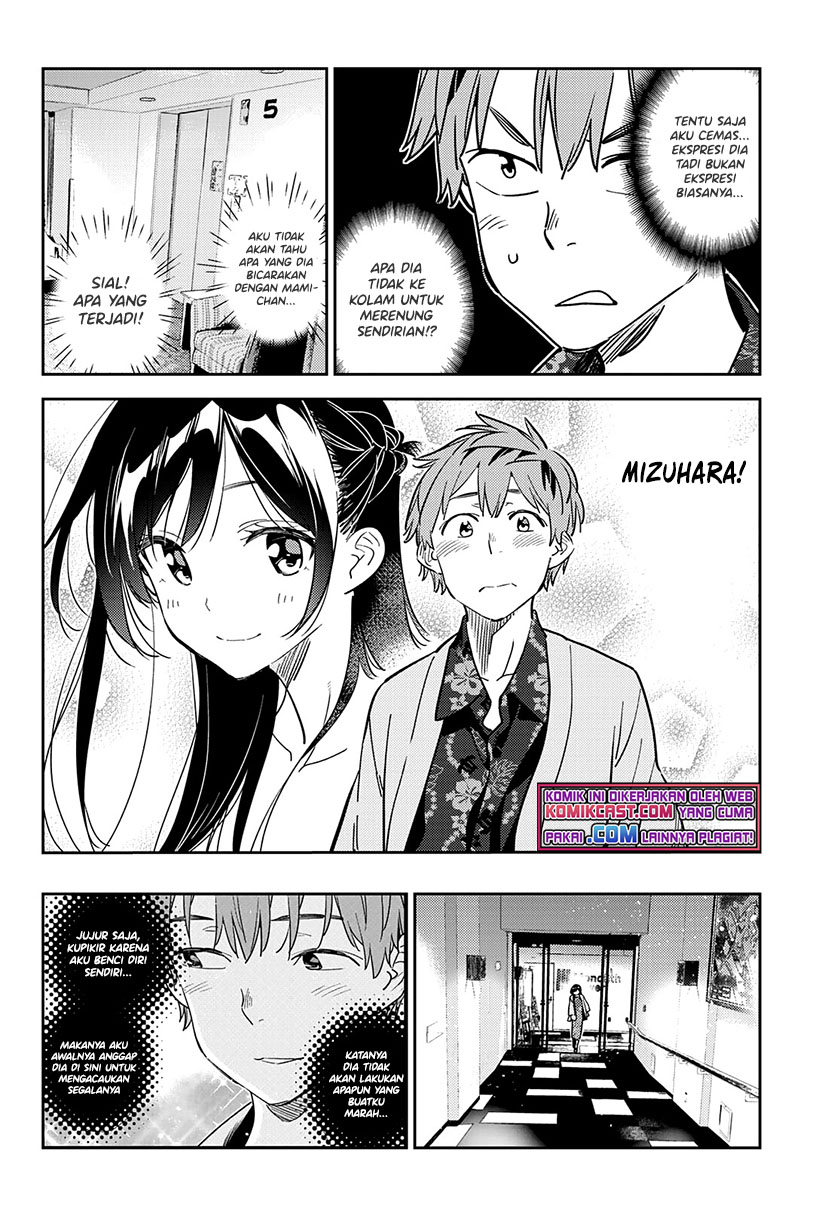 TENTU SAJA
AKU CEMAS...
EKSPRESI DIA
TADI BUKAN
EKSPRESI
BIASANYA...
APA DIA
TIDAK KE
KOLAM UNTUK
MERENUNG
SENDIRIAN!?
5
AKU TIDAK
AKAN TAHU
APA YANG DIA
BICARAKAN
DENGAN MAMI-
CHAN...
SIAL!
APA YANG
TERJADI!
MIZUHARA!
KOMIK INI DIKERJAKAN OLEH WEB
KOMIKCAST.COM YANG CUMA
PAKAI .COM LAINNYA PLAGIAT!
KATANYA
DIA TIDAK
AKAN LAKUKAN
APAPUN YANG
BUATKU
MARAH...
JUJUR SAJA,
KUPIKIR KARENA
AKU BENCI DIRI
SENDIRI...
MAKANYA AKU
AWALNYA ANGGAP
DIA DI SINI UNTUK
MENGACAUKAN
SEGALANYA